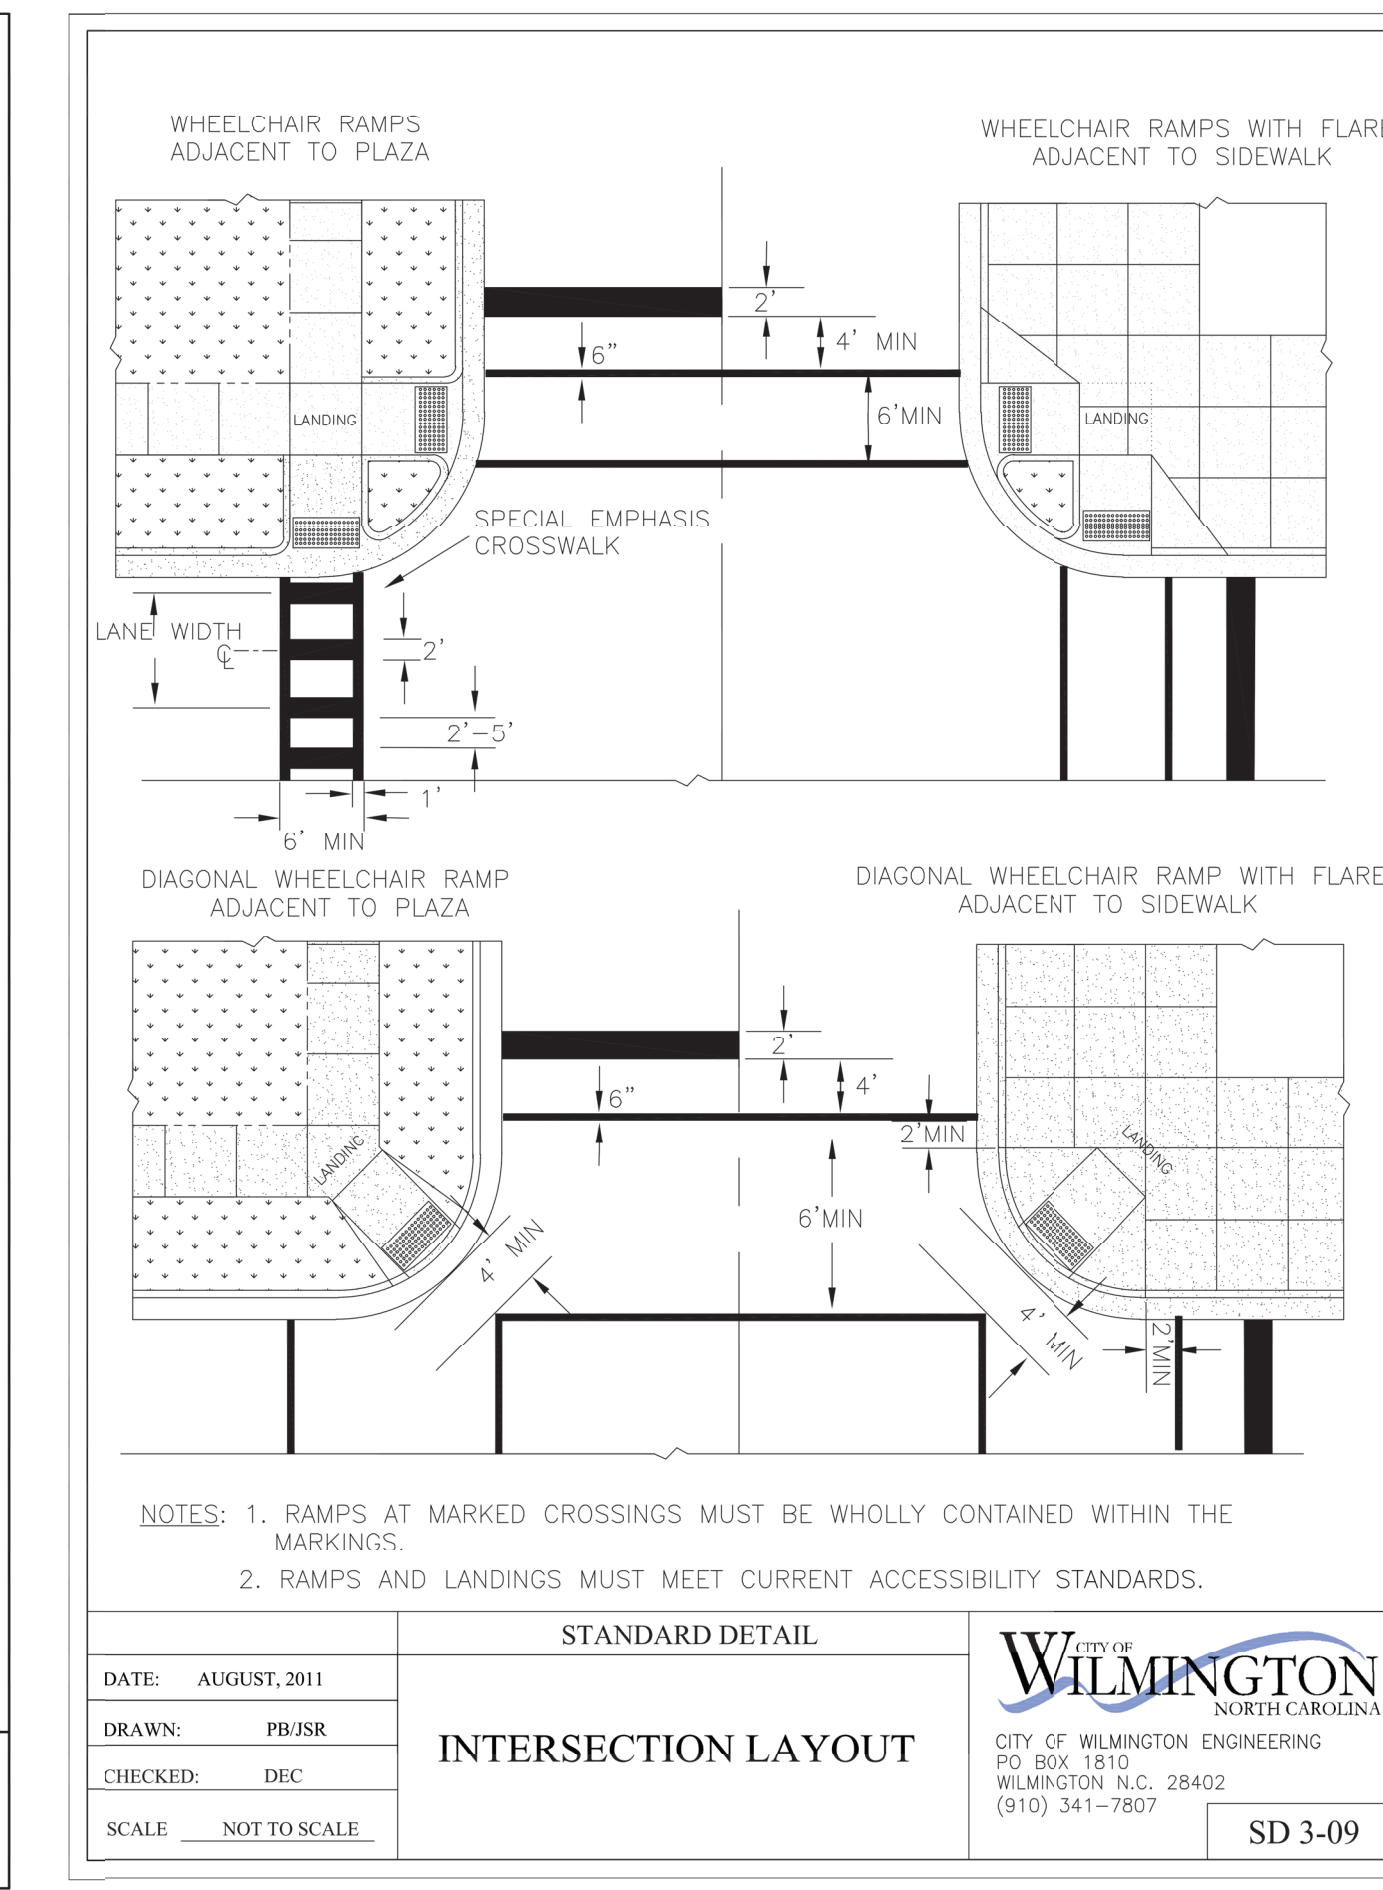 WHEELCHAIR RAMPS
ADJACENT TO PLAZA
WHEELCHAIR RAMPS WITH FLARE
ADJACENT TO SIDEWALK
2'
4' MIN
6"
6'MIN
LANDING
LANDING
SPECIAL EMPHASIS
CROSSWALK
LANE WIDTH
℄
2'
2'-5'
1'
6' MIN
DIAGONAL WHEELCHAIR RAMP
ADJACENT TO PLAZA
DIAGONAL WHEELCHAIR RAMP WITH FLARE
ADJACENT TO SIDEWALK
2'
4'
6"
2'MIN
LANDING
LANDING
6'MIN
4' MIN
4' MIN
2'MIN
NOTES: 1. RAMPS AT MARKED CROSSINGS MUST BE WHOLLY CONTAINED WITHIN THE
MARKINGS.
2. RAMPS AND LANDINGS MUST MEET CURRENT ACCESSIBILITY STANDARDS.
STANDARD DETAIL
INTERSECTION LAYOUT
DATE: AUGUST, 2011
DRAWN: PB/JSR
CHECKED: DEC
SCALE NOT TO SCALE
CITY OF
WILMINGTON
NORTH CAROLINA
CITY OF WILMINGTON ENGINEERING
PO BOX 1810
WILMINGTON N.C. 28402
(910) 341-7807
SD 3-09